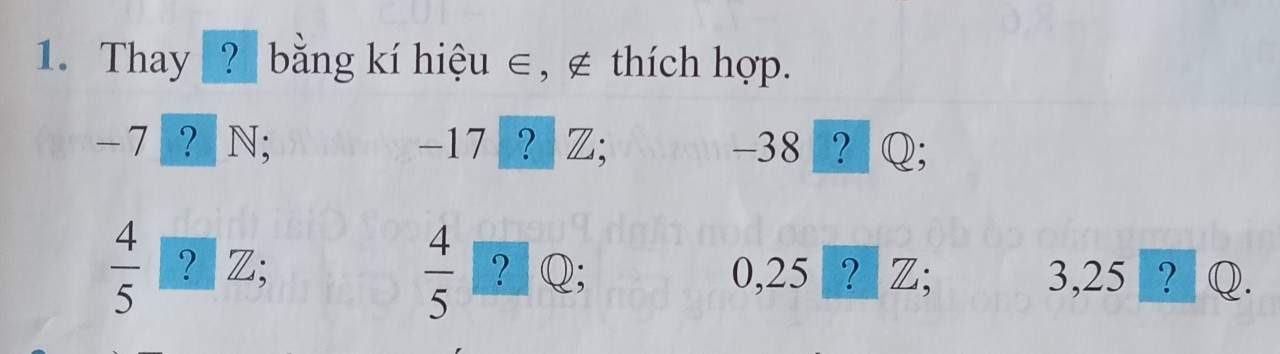 1. Thay ? bằng kí hiệu ∈, ∉ thích hợp.
–7 ? ℕ; –17 ? ℤ; –38 ? ℚ;
4/5 ? ℤ; 4/5 ? ℚ; 0,25 ? ℤ; 3,25 ? ℚ.